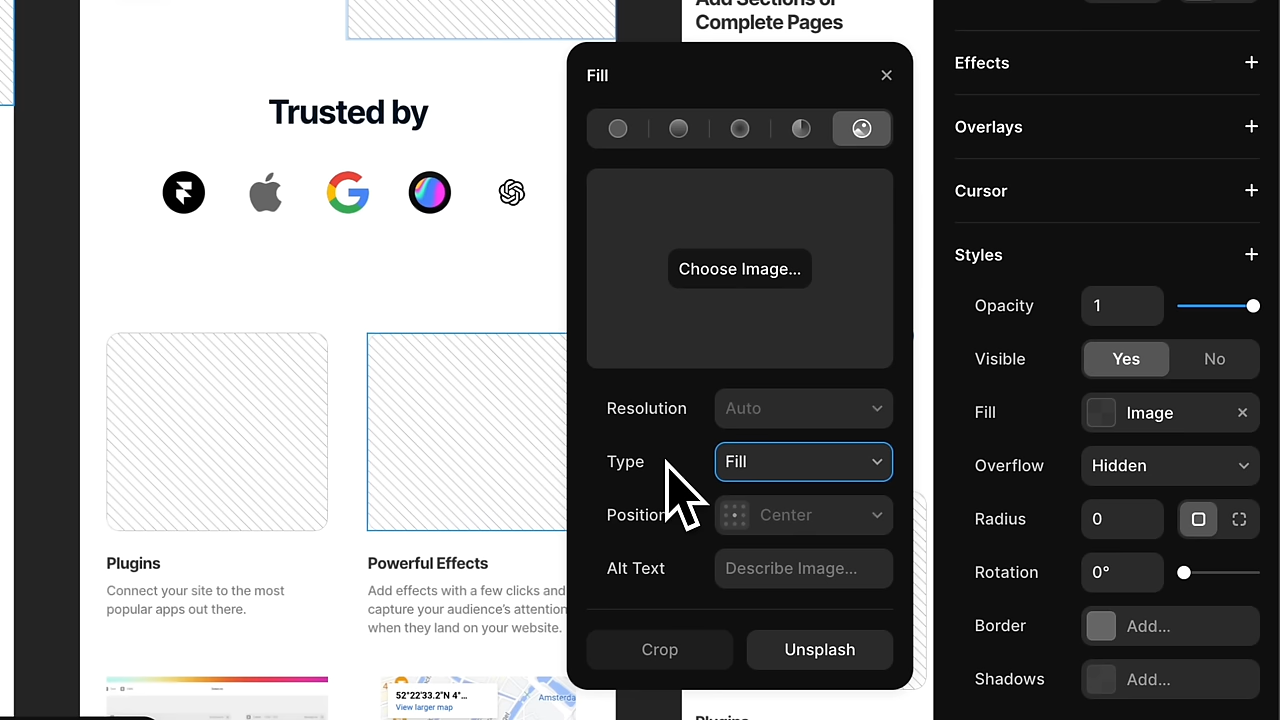 Add Sections or
Complete Pages
Trusted by
Plugins
Connect your site to the most
popular apps out there.
Powerful Effects
Add effects with a few clicks and
capture your audience's attention
when they land on your website.
52°22'33.2"N 4°...
View larger map
Amsterda
Fill
Choose Image...
Resolution
Auto
Type
Fill
Position
Center
Alt Text
Describe Image...
Crop
Unsplash
Plugins
Effects
Overlays
Cursor
Styles
Opacity
1
Visible
Yes
No
Fill
Image
Overflow
Hidden
Radius
0
Rotation
0°
Border
Add...
Shadows
Add...